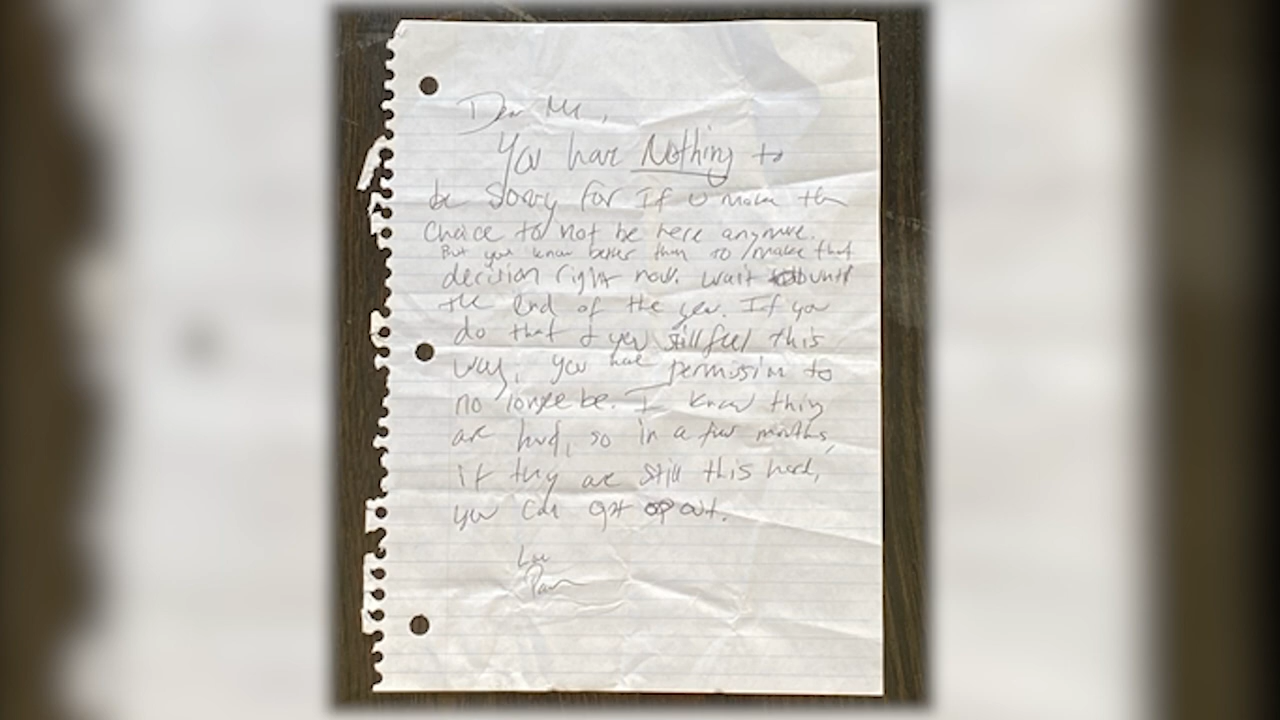 Dear Me,
You have Nothing to
be sorry for If u make the
choice to not be here anymore.
But you know better than to make that
decision right now. wait until
the end of the year. If you
do that & you still feel this
way, you have permission to
no longer be. I know things
are hard, so in a few months,
if they are still this hard,
you can opt out.
Love